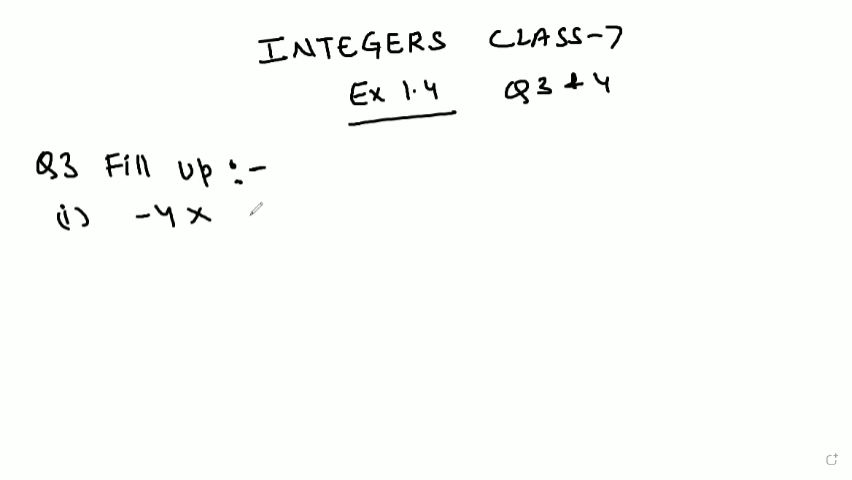 INTEGERS CLASS-7
Ex 1.4 Q3 & 4
Q3 Fill up :-
(i) -4 ×